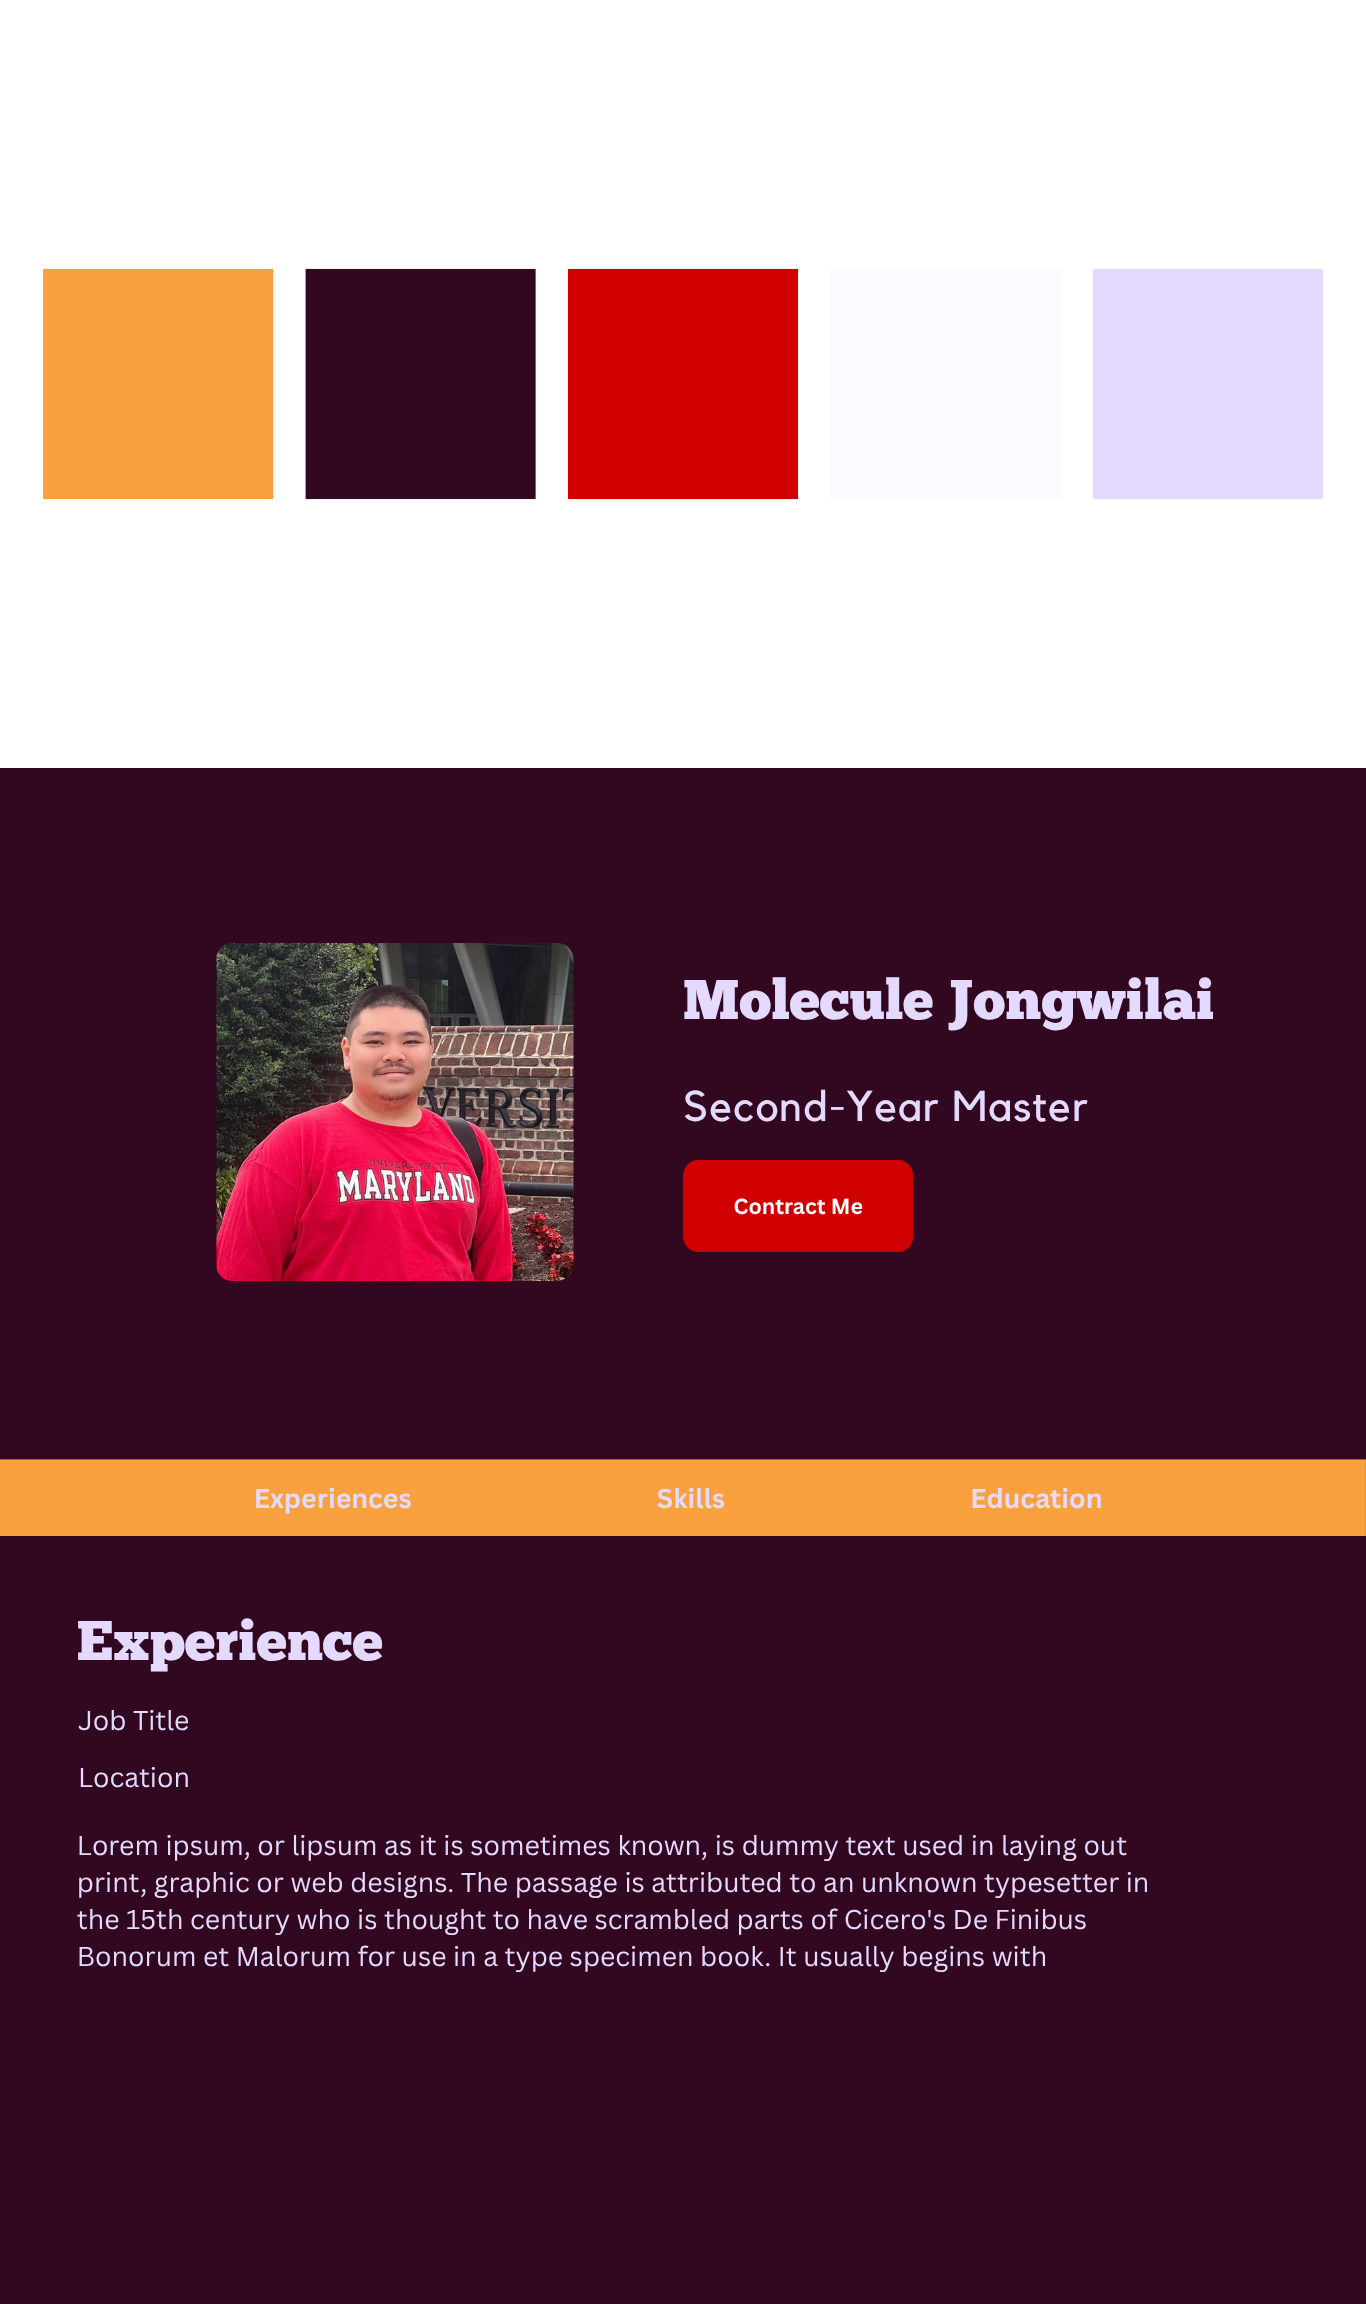 Molecule Jongwilai
Second-Year Master
Contract Me
VERSIT
UNIVERSITY OF
MARYLAND
Experiences
Skills
Education
Experience
Job Title
Location
Lorem ipsum, or lipsum as it is sometimes known, is dummy text used in laying out
print, graphic or web designs. The passage is attributed to an unknown typesetter in
the 15th century who is thought to have scrambled parts of Cicero's De Finibus
Bonorum et Malorum for use in a type specimen book. It usually begins with